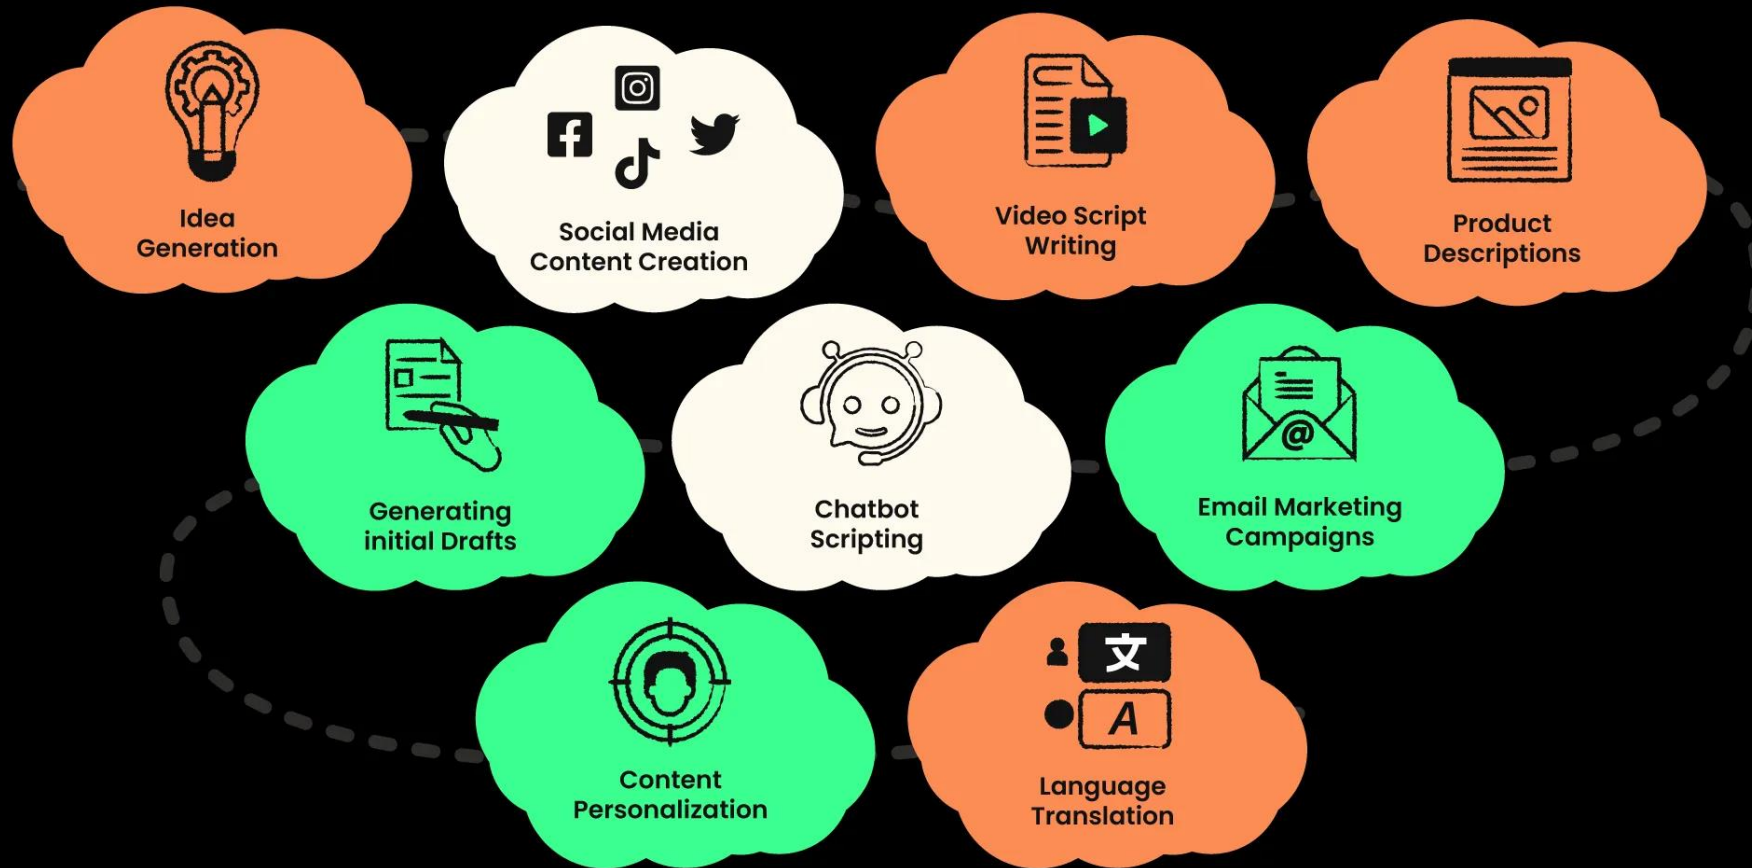 Idea
Generation
Social Media
Content Creation
Video Script
Writing
Product
Descriptions
Generating
initial Drafts
Chatbot
Scripting
@
Email Marketing
Campaigns
Content
Personalization
文
A
Language
Translation